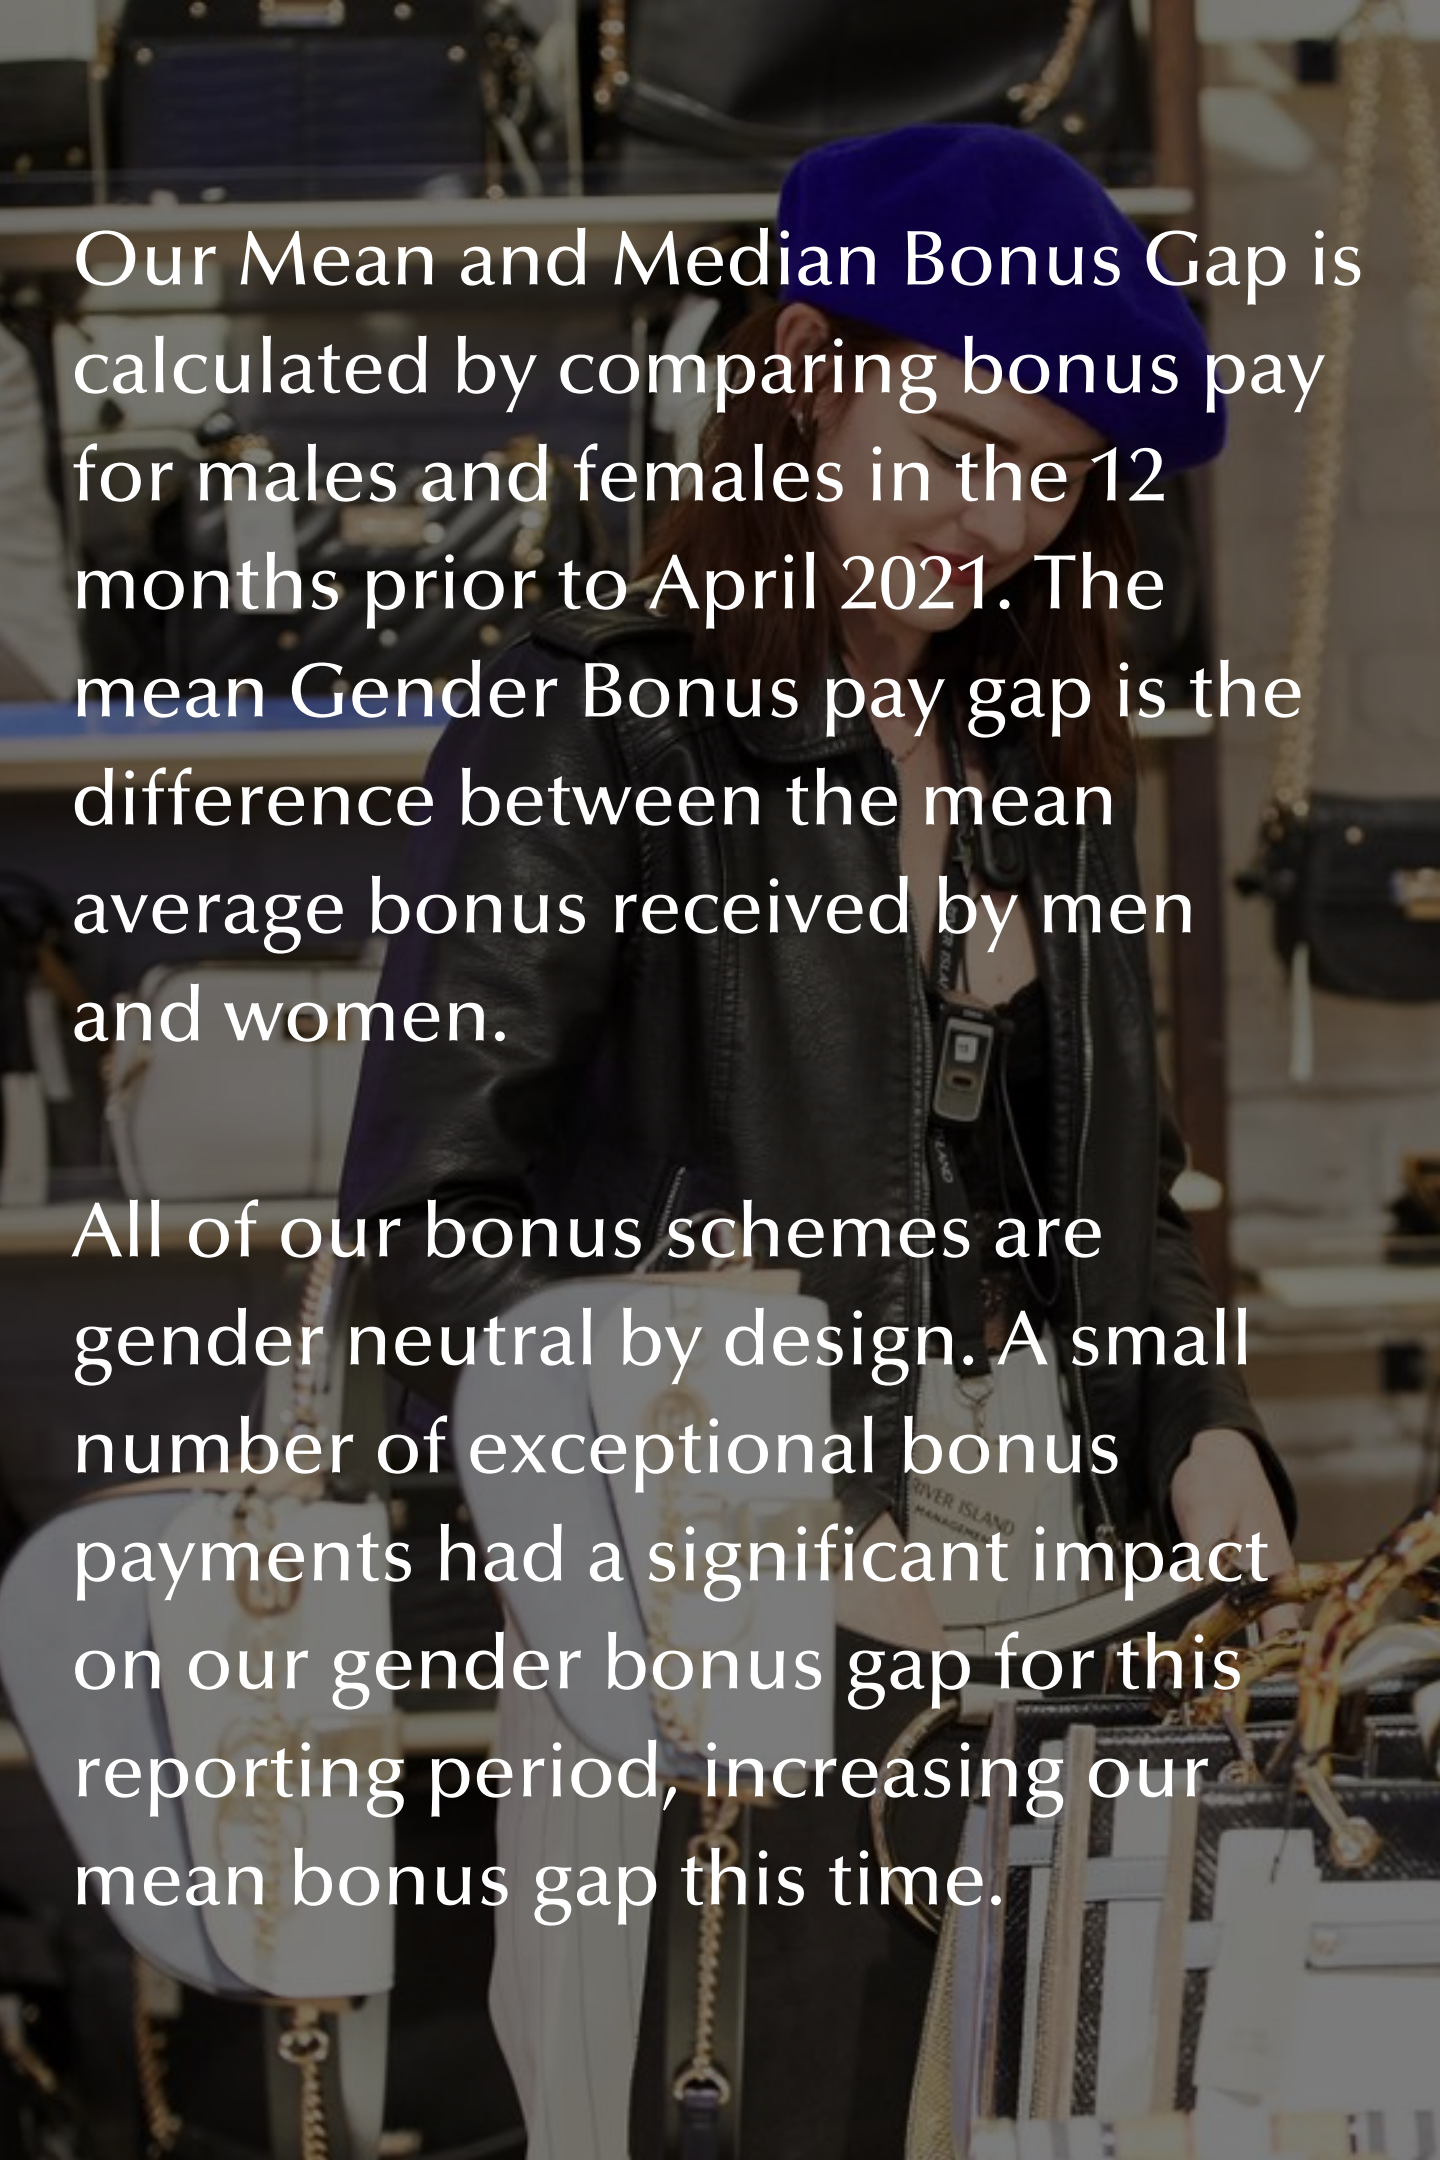 Our Mean and Median Bonus Gap is
calculated by comparing bonus pay
for males and females in the 12
months prior to April 2021. The
mean Gender Bonus pay gap is the
difference between the mean
average bonus received by men
and women.
All of our bonus schemes are
gender neutral by design. A small
number of exceptional bonus
payments had a significant impact
on our gender bonus gap for this
reporting period, increasing our
mean bonus gap this time.
RIVER ISLAND
MANAGEMENT